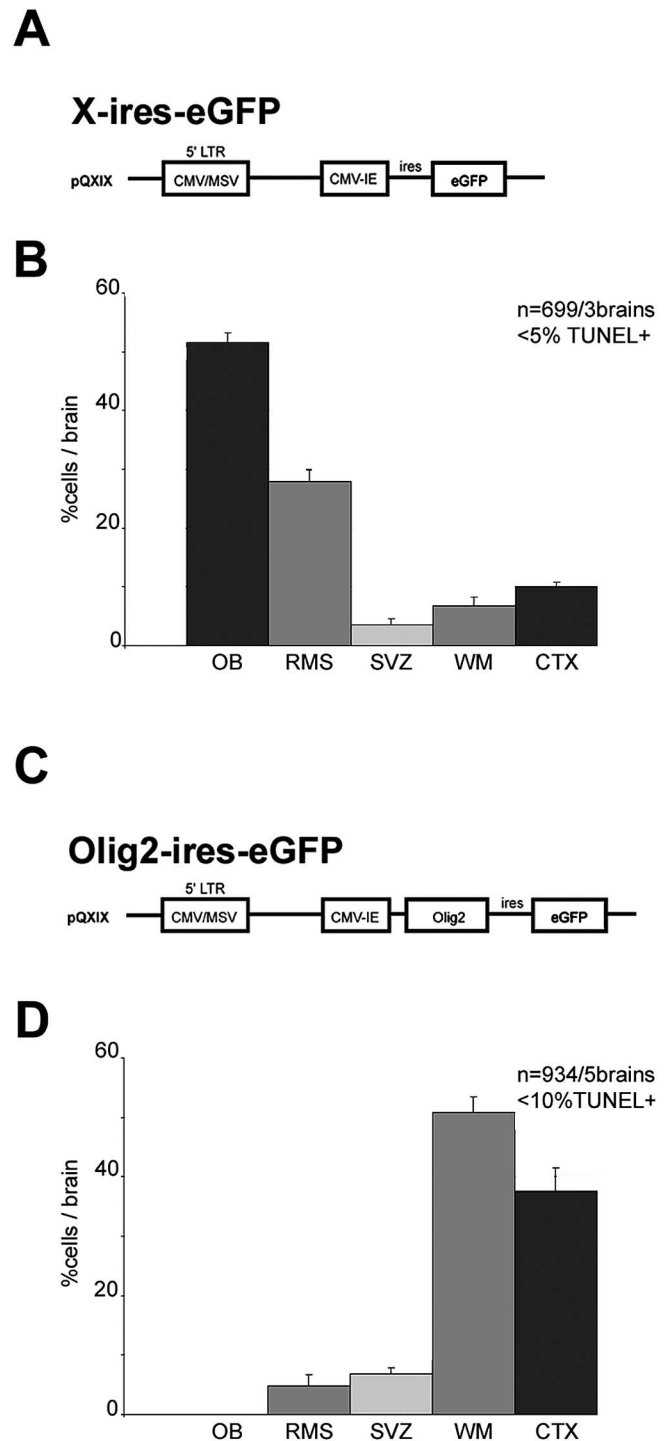 A
X-ires-eGFP
5' LTR
ires
pQXIX
CMV/MSV
CMV-IE
eGFP
B
60
n=699/3brains
<5% TUNEL+
40
%cells / brain
20
0
OB RMS SVZ WM CTX
C
Olig2-ires-eGFP
5' LTR
ires
pQXIX
CMV/MSV
CMV-IE
Olig2
eGFP
D
60
n=934/5brains
<10%TUNEL+
40
%cells / brain
20
0
OB RMS SVZ WM CTX